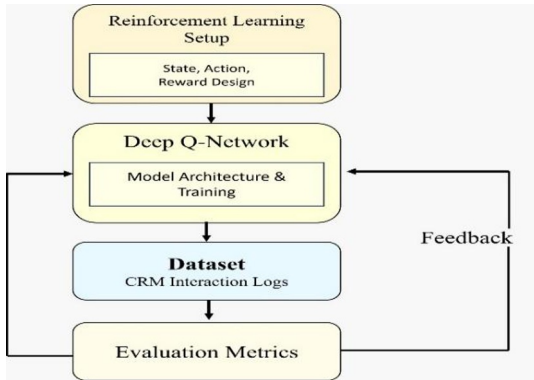 Reinforcement Learning
Setup
State, Action,
Reward Design
Deep Q-Network
Model Architecture &
Training
Feedback
Dataset
CRM Interaction Logs
Evaluation Metrics